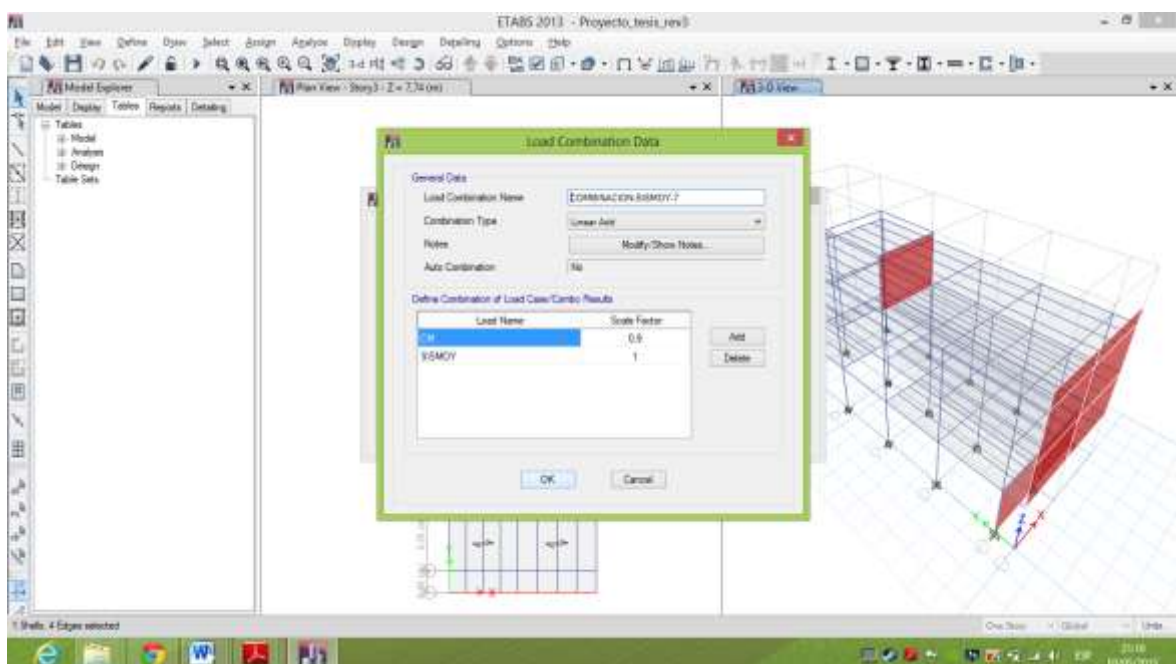 ETABS 2013 - Proyecto_tesis_rev3
File Edit View Define Draw Select Assign Analyze Display Design Detailing Options Help
Model Explorer
Plan View - Story3 - Z = 7.74 (m)
3-D View
Model Display Tables Reports Detailing
Tables
Model
Analysis
Design
Table Sets
Load Combination Data
General Data
Load Combination Name
COMBINACION-SISMOY-7
Combination Type
Linear Add
Notes
Modify/Show Notes...
Auto Combination
No
Define Combination of Load Case/Combo Results
Load Name Scale Factor
CM 0.9
SISMOY 1
Add
Delete
OK
Cancel
X
Z
X
1 Shells, 4 Edges selected
One Story
Global
Units...
ESP